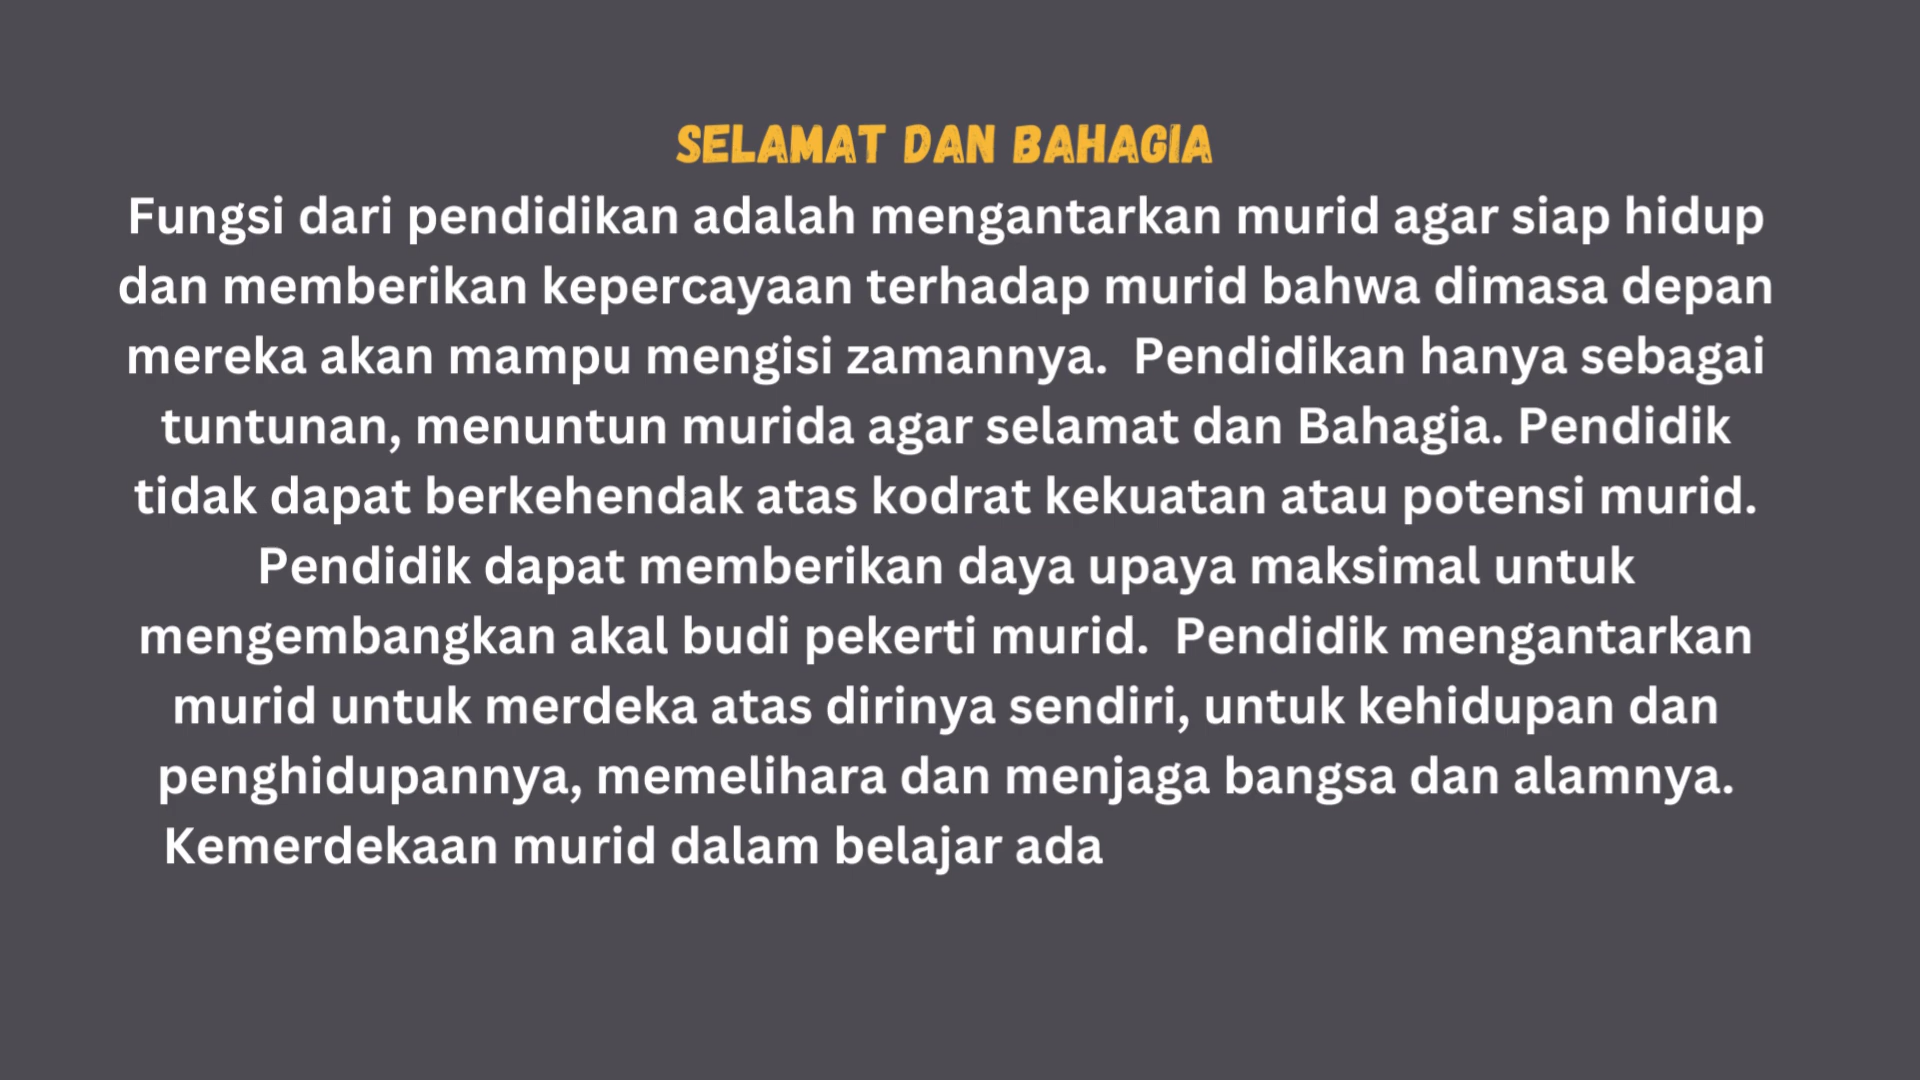 SELAMAT DAN BAHAGIA
Fungsi dari pendidikan adalah mengantarkan murid agar siap hidup
dan memberikan kepercayaan terhadap murid bahwa dimasa depan
mereka akan mampu mengisi zamannya.  Pendidikan hanya sebagai
tuntunan, menuntun murida agar selamat dan Bahagia. Pendidik
tidak dapat berkehendak atas kodrat kekuatan atau potensi murid.
Pendidik dapat memberikan daya upaya maksimal untuk
mengembangkan akal budi pekerti murid.  Pendidik mengantarkan
murid untuk merdeka atas dirinya sendiri, untuk kehidupan dan
penghidupannya, memelihara dan menjaga bangsa dan alamnya.
Kemerdekaan murid dalam belajar ada